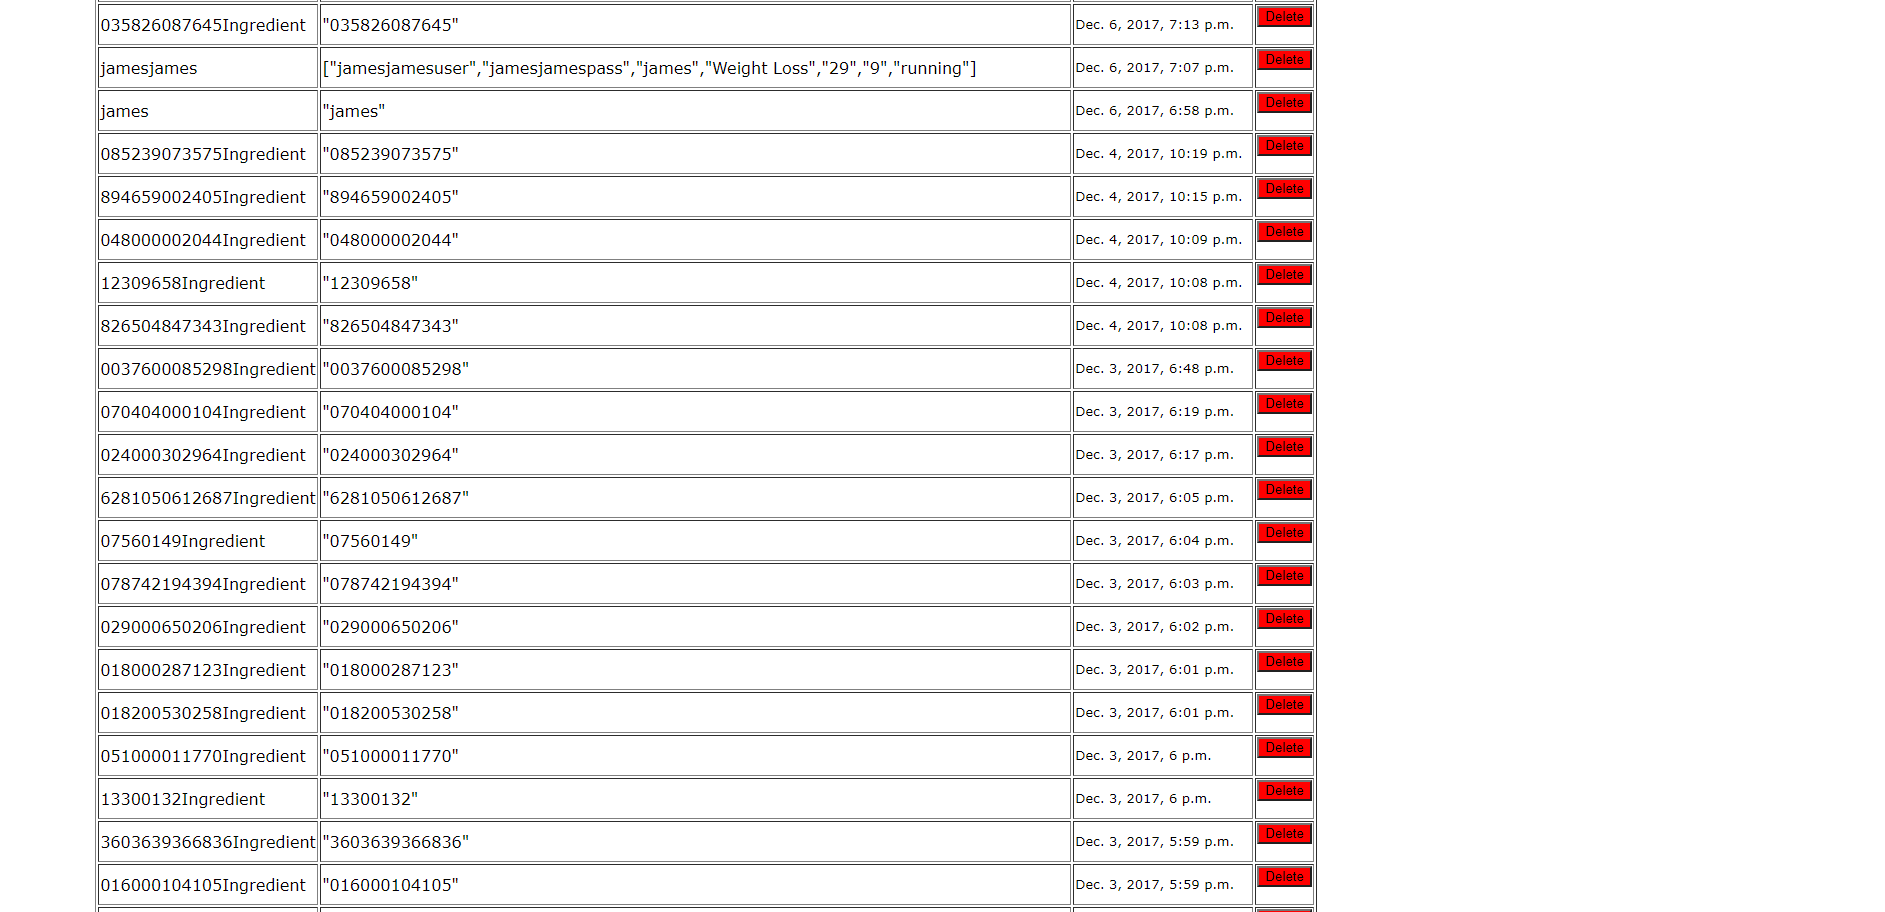 035826087645Ingredient "035826087645" Dec. 6, 2017, 7:13 p.m. Delete
jamesjames ["jamesjamesuser","jamesjamespass","james","Weight Loss","29","9","running"] Dec. 6, 2017, 7:07 p.m. Delete
james "james" Dec. 6, 2017, 6:58 p.m. Delete
085239073575Ingredient "085239073575" Dec. 4, 2017, 10:19 p.m. Delete
894659002405Ingredient "894659002405" Dec. 4, 2017, 10:15 p.m. Delete
048000002044Ingredient "048000002044" Dec. 4, 2017, 10:09 p.m. Delete
12309658Ingredient "12309658" Dec. 4, 2017, 10:08 p.m. Delete
826504847343Ingredient "826504847343" Dec. 4, 2017, 10:08 p.m. Delete
0037600085298Ingredient "0037600085298" Dec. 3, 2017, 6:48 p.m. Delete
070404000104Ingredient "070404000104" Dec. 3, 2017, 6:19 p.m. Delete
024000302964Ingredient "024000302964" Dec. 3, 2017, 6:17 p.m. Delete
6281050612687Ingredient "6281050612687" Dec. 3, 2017, 6:05 p.m. Delete
07560149Ingredient "07560149" Dec. 3, 2017, 6:04 p.m. Delete
078742194394Ingredient "078742194394" Dec. 3, 2017, 6:03 p.m. Delete
029000650206Ingredient "029000650206" Dec. 3, 2017, 6:02 p.m. Delete
018000287123Ingredient "018000287123" Dec. 3, 2017, 6:01 p.m. Delete
018200530258Ingredient "018200530258" Dec. 3, 2017, 6:01 p.m. Delete
051000011770Ingredient "051000011770" Dec. 3, 2017, 6 p.m. Delete
13300132Ingredient "13300132" Dec. 3, 2017, 6 p.m. Delete
3603639366836Ingredient "3603639366836" Dec. 3, 2017, 5:59 p.m. Delete
016000104105Ingredient "016000104105" Dec. 3, 2017, 5:59 p.m. Delete